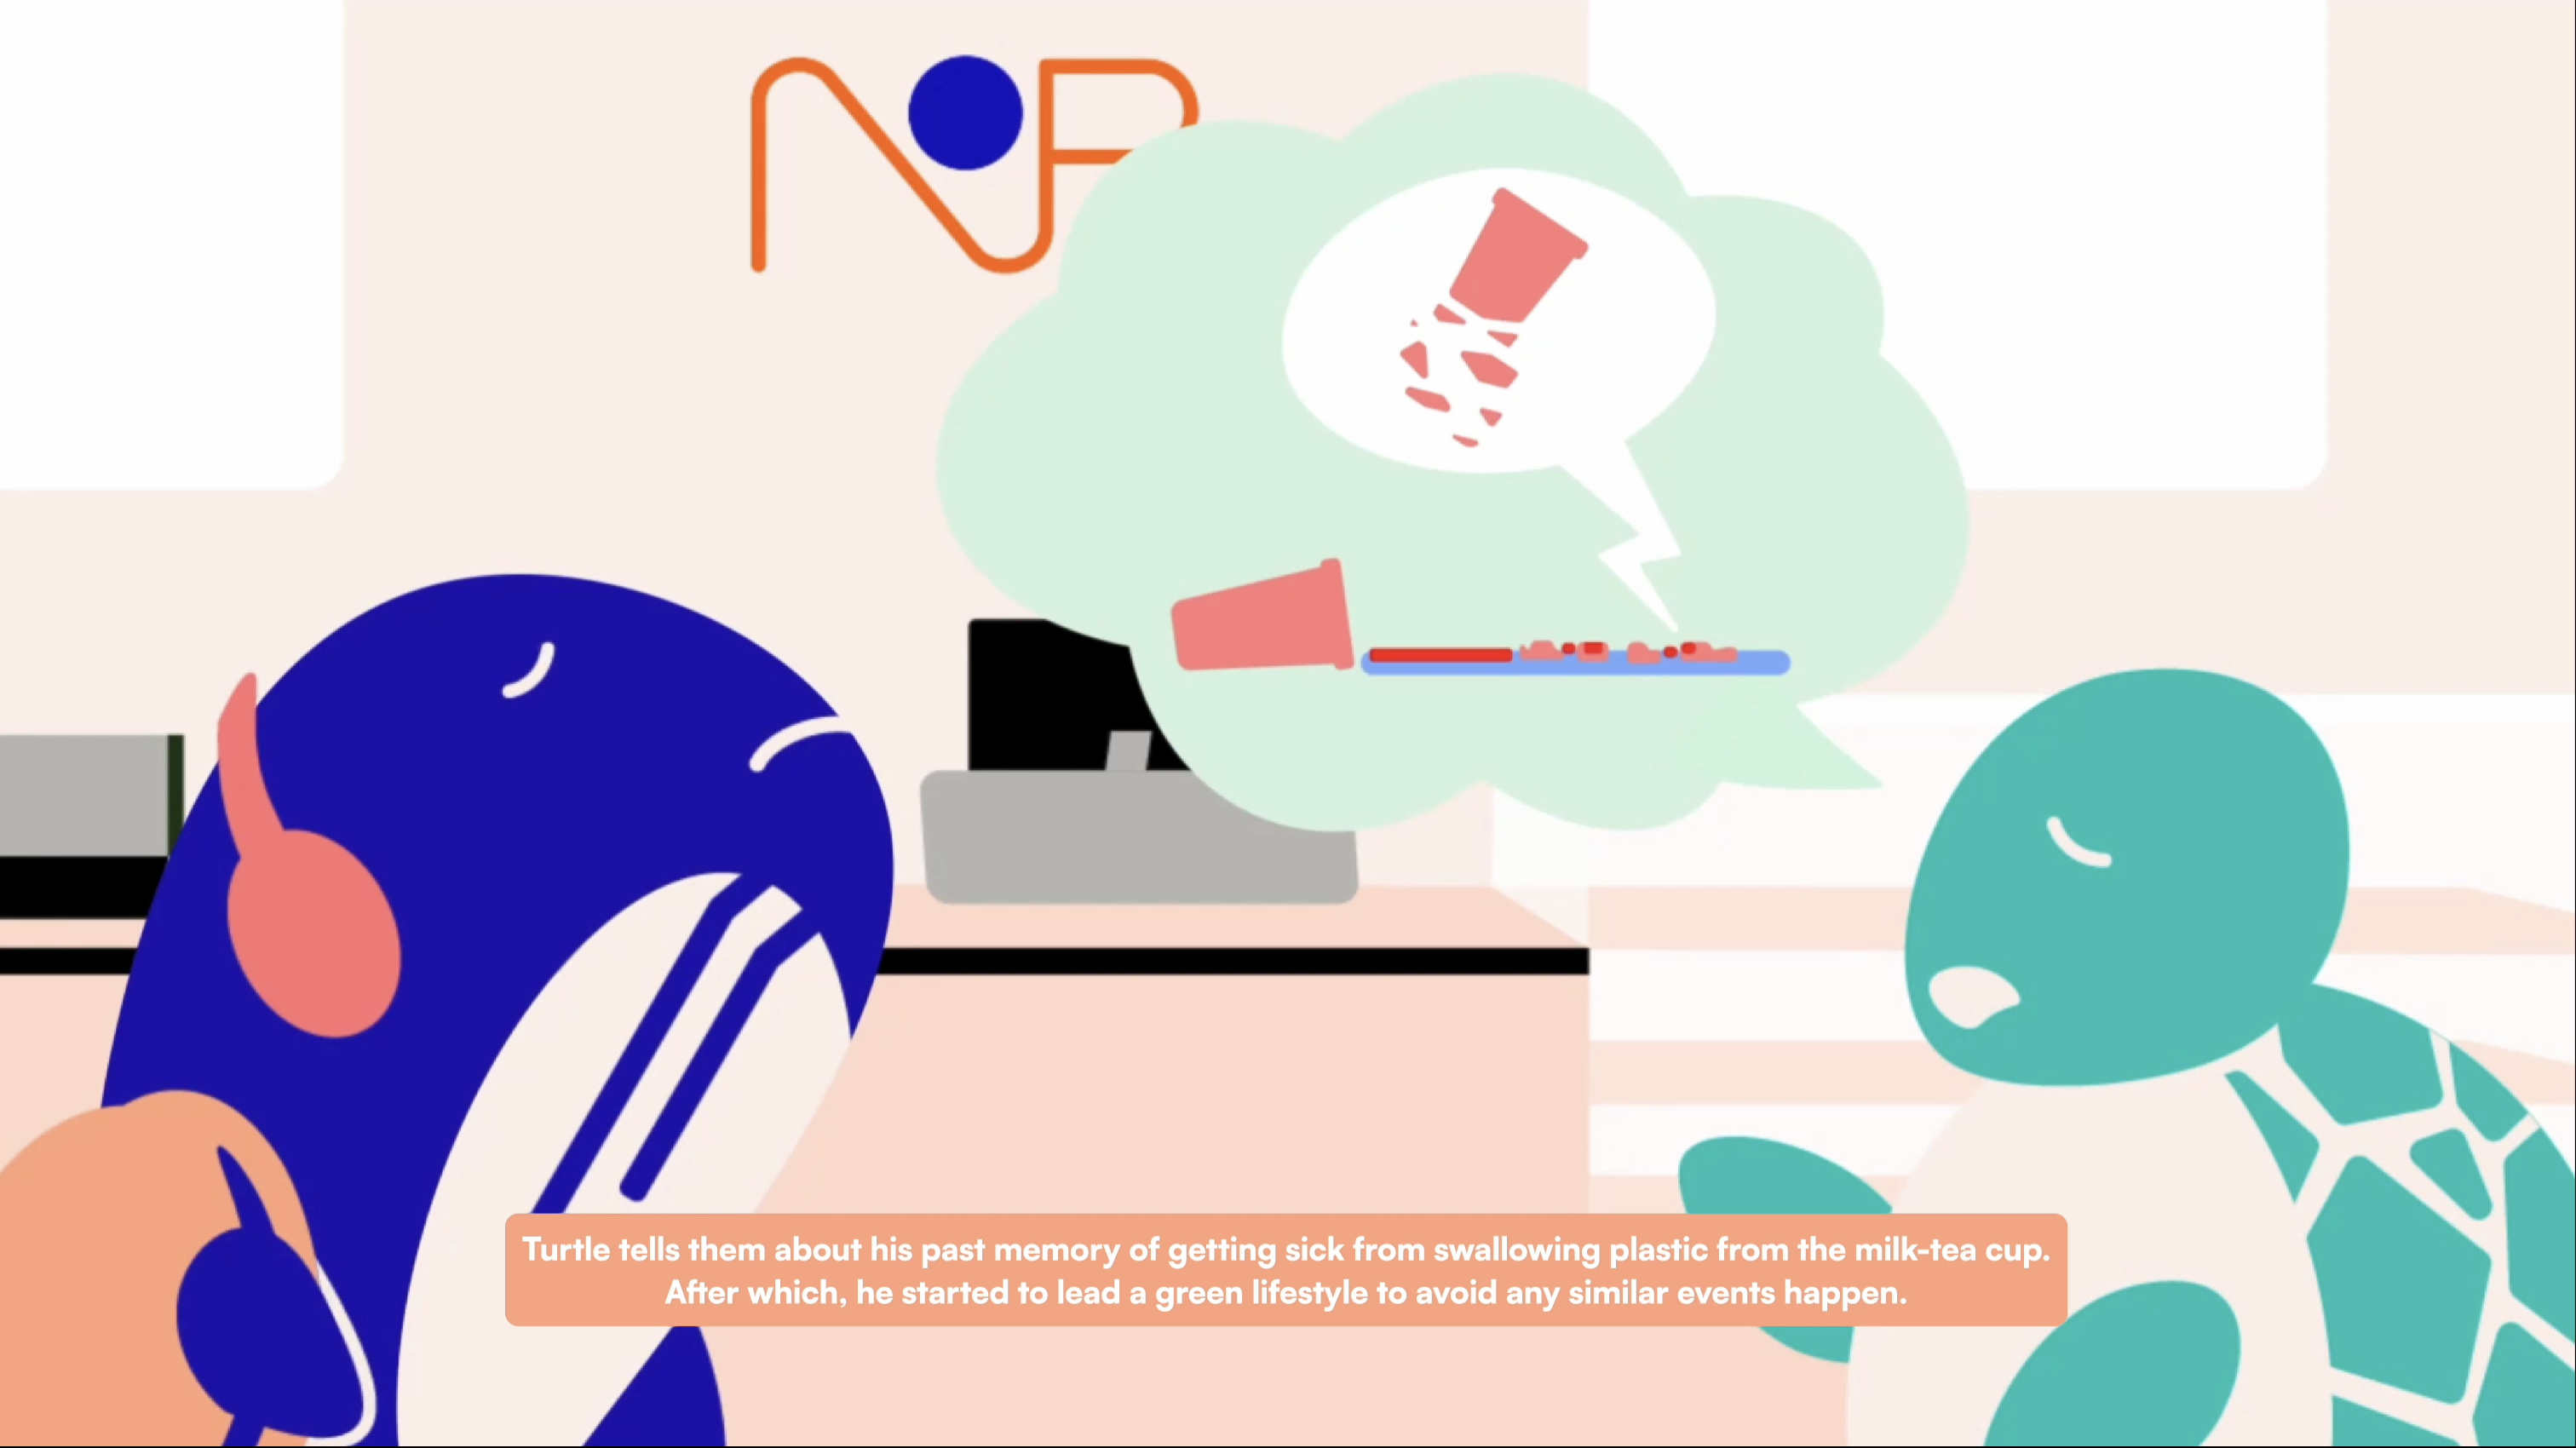 NP
Turtle tells them about his past memory of getting sick from swallowing plastic from the milk-tea cup.
After which, he started to lead a green lifestyle to avoid any similar events happen.